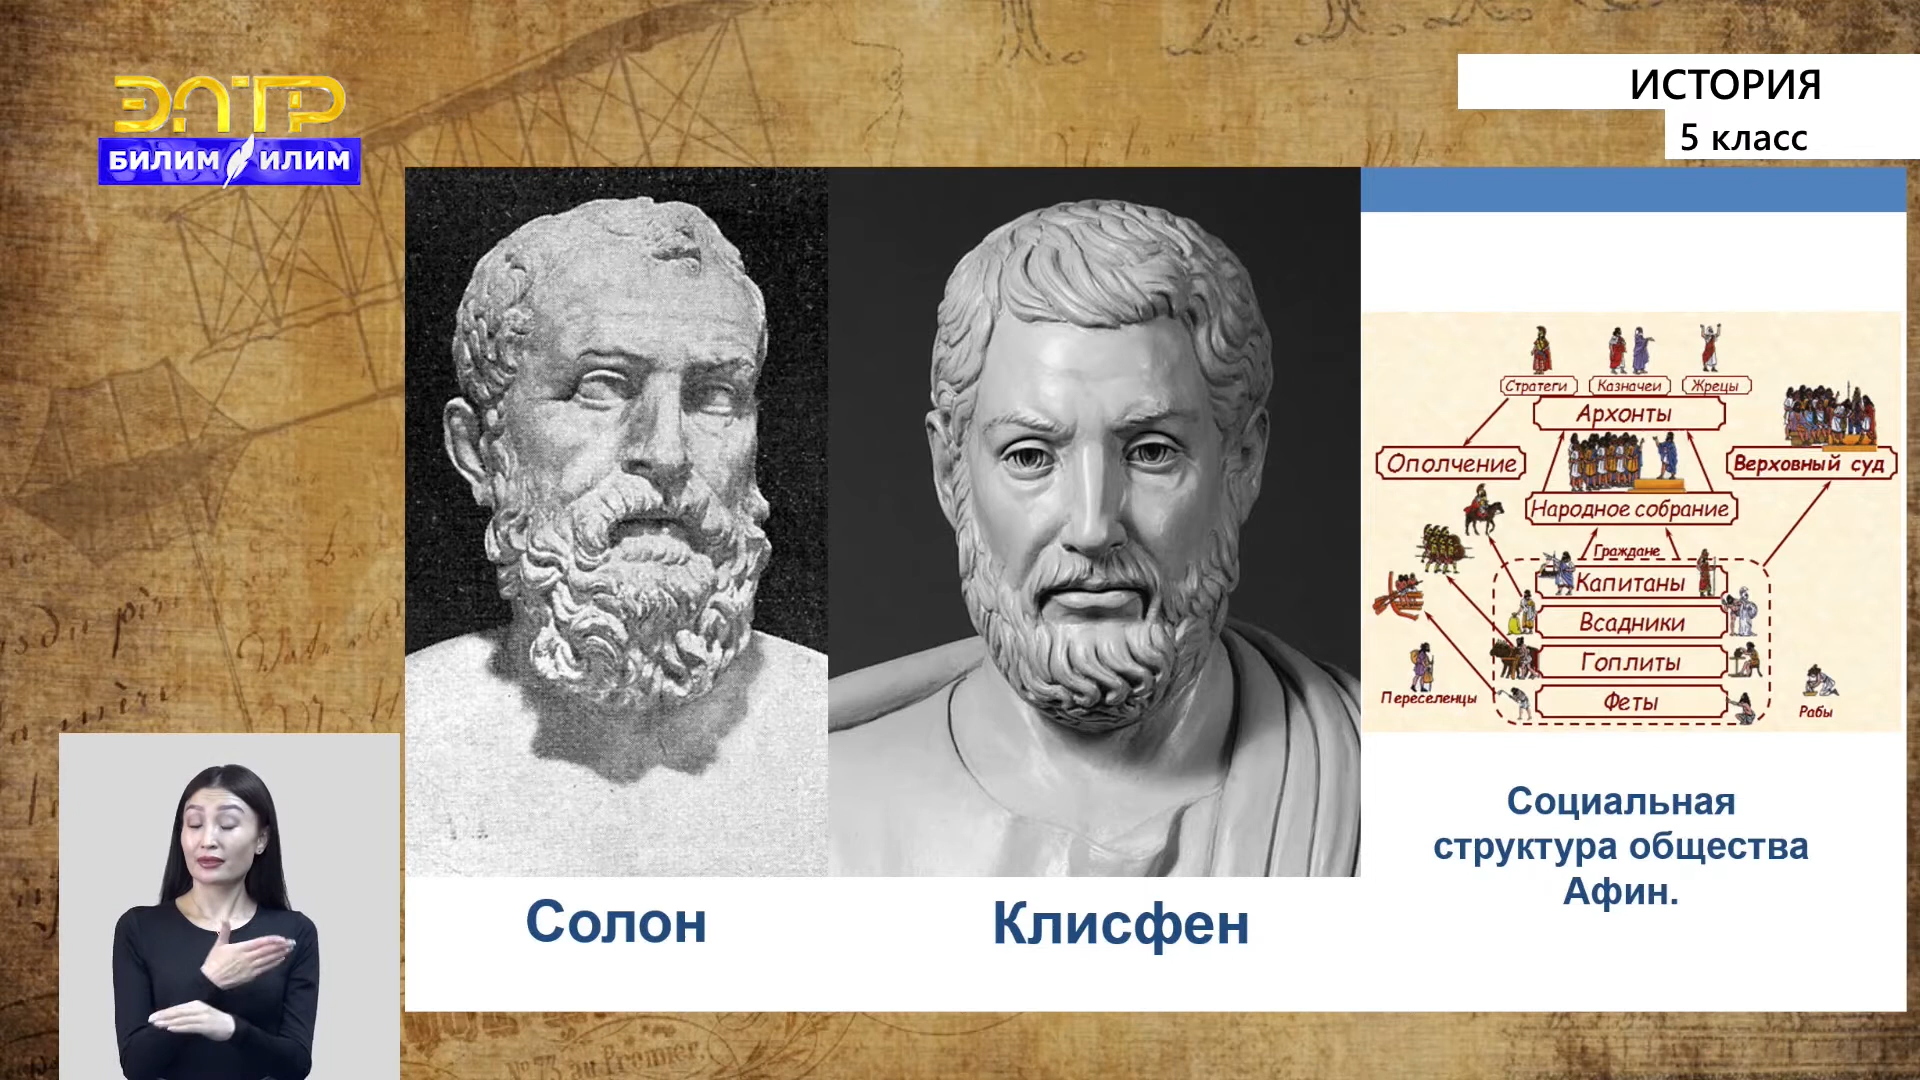 ЭЛТР
БИЛИМ ИЛИМ
ИСТОРИЯ
5 класс
Стратеги Казначеи Жрецы
Архонты
Ополчение
Верховный суд
Народное собрание
Граждане
Капитаны
Всадники
Гоплиты
Феты
Переселенцы
Рабы
Социальная
структура общества
Афин.
Солон
Клисфен